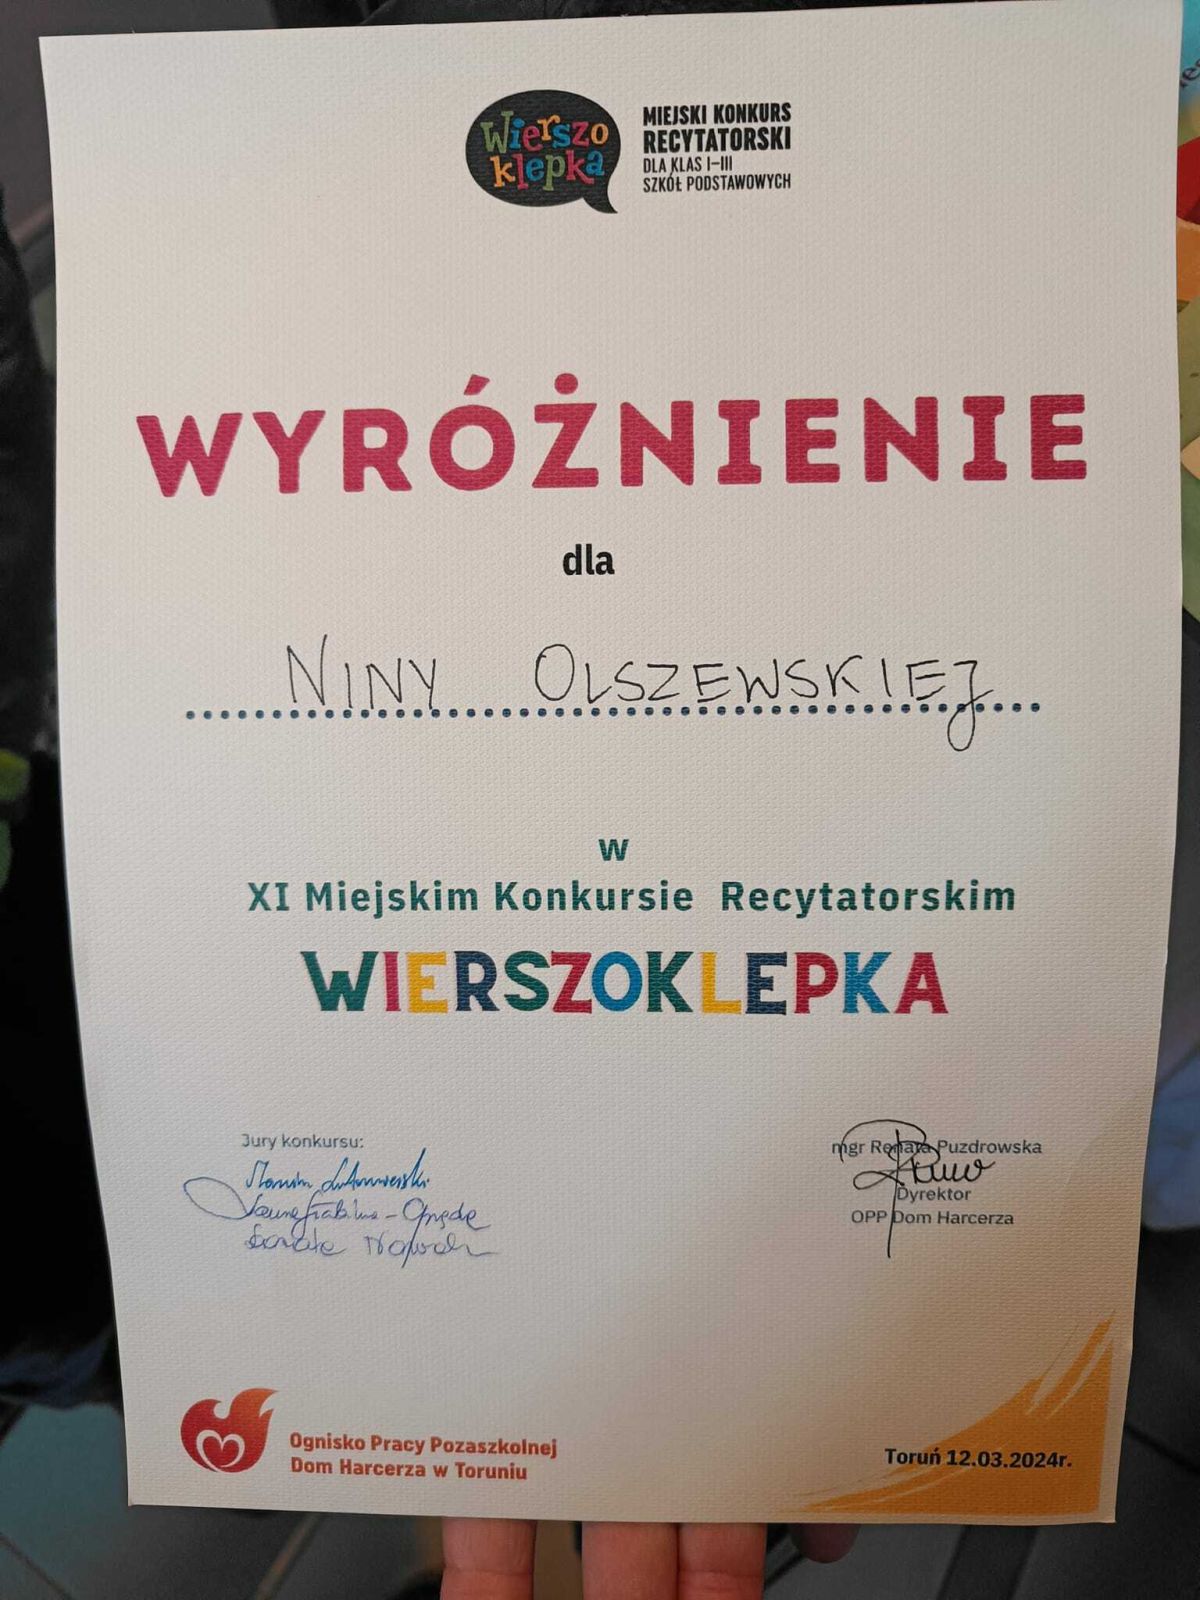 Wierszo
klepka
MIEJSKI KONKURS
RECYTATORSKI
DLA KLAS I-III
SZKÓŁ PODSTAWOWYCH
WYRÓŻNIENIE
dla
NINY OLSZEWSKIEJ
w
XI Miejskim Konkursie Recytatorskim
WIERSZOKLEPKA
Jury konkursu:
mgr Renata Puzdrowska
Dyrektor
OPP Dom Harcerza
Ognisko Pracy Pozaszkolnej
Dom Harcerza w Toruniu
Toruń 12.03.2024r.